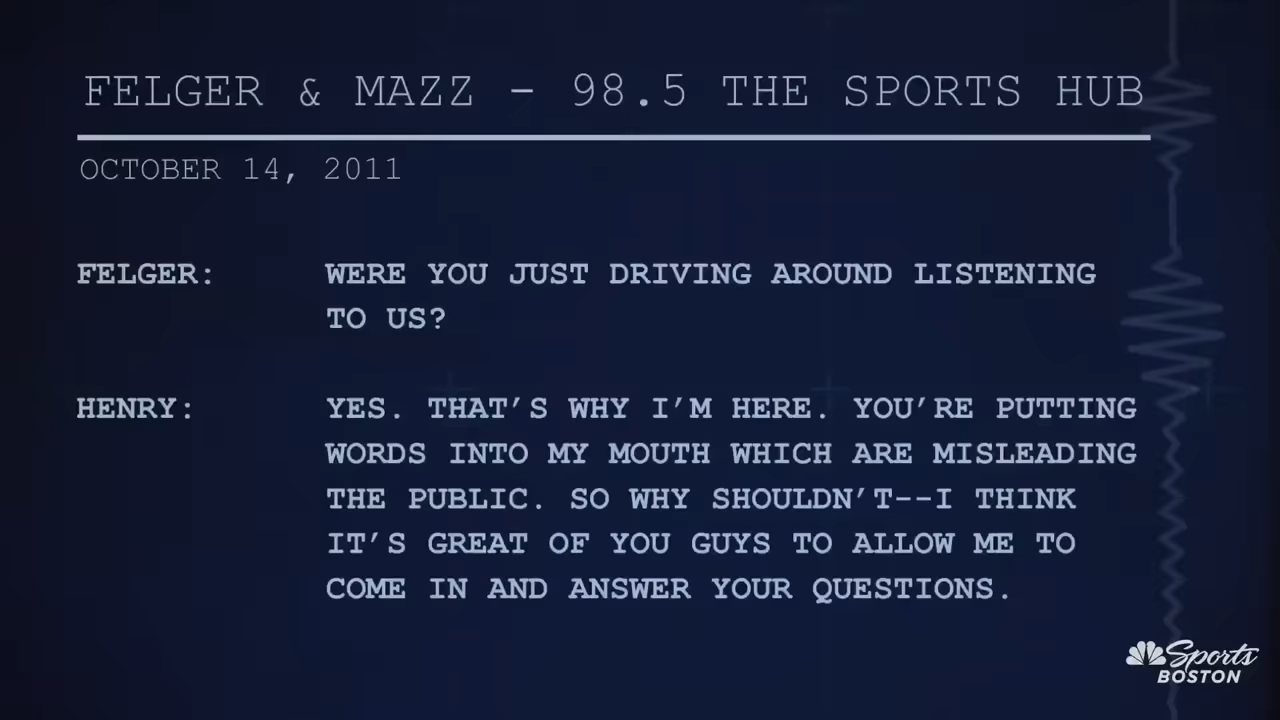 FELGER & MAZZ - 98.5 THE SPORTS HUB
OCTOBER 14, 2011
FELGER: WERE YOU JUST DRIVING AROUND LISTENING
TO US?
HENRY: YES. THAT’S WHY I’M HERE. YOU’RE PUTTING
WORDS INTO MY MOUTH WHICH ARE MISLEADING
THE PUBLIC. SO WHY SHOULDN’T--I THINK
IT’S GREAT OF YOU GUYS TO ALLOW ME TO
COME IN AND ANSWER YOUR QUESTIONS.
Sports
BOSTON